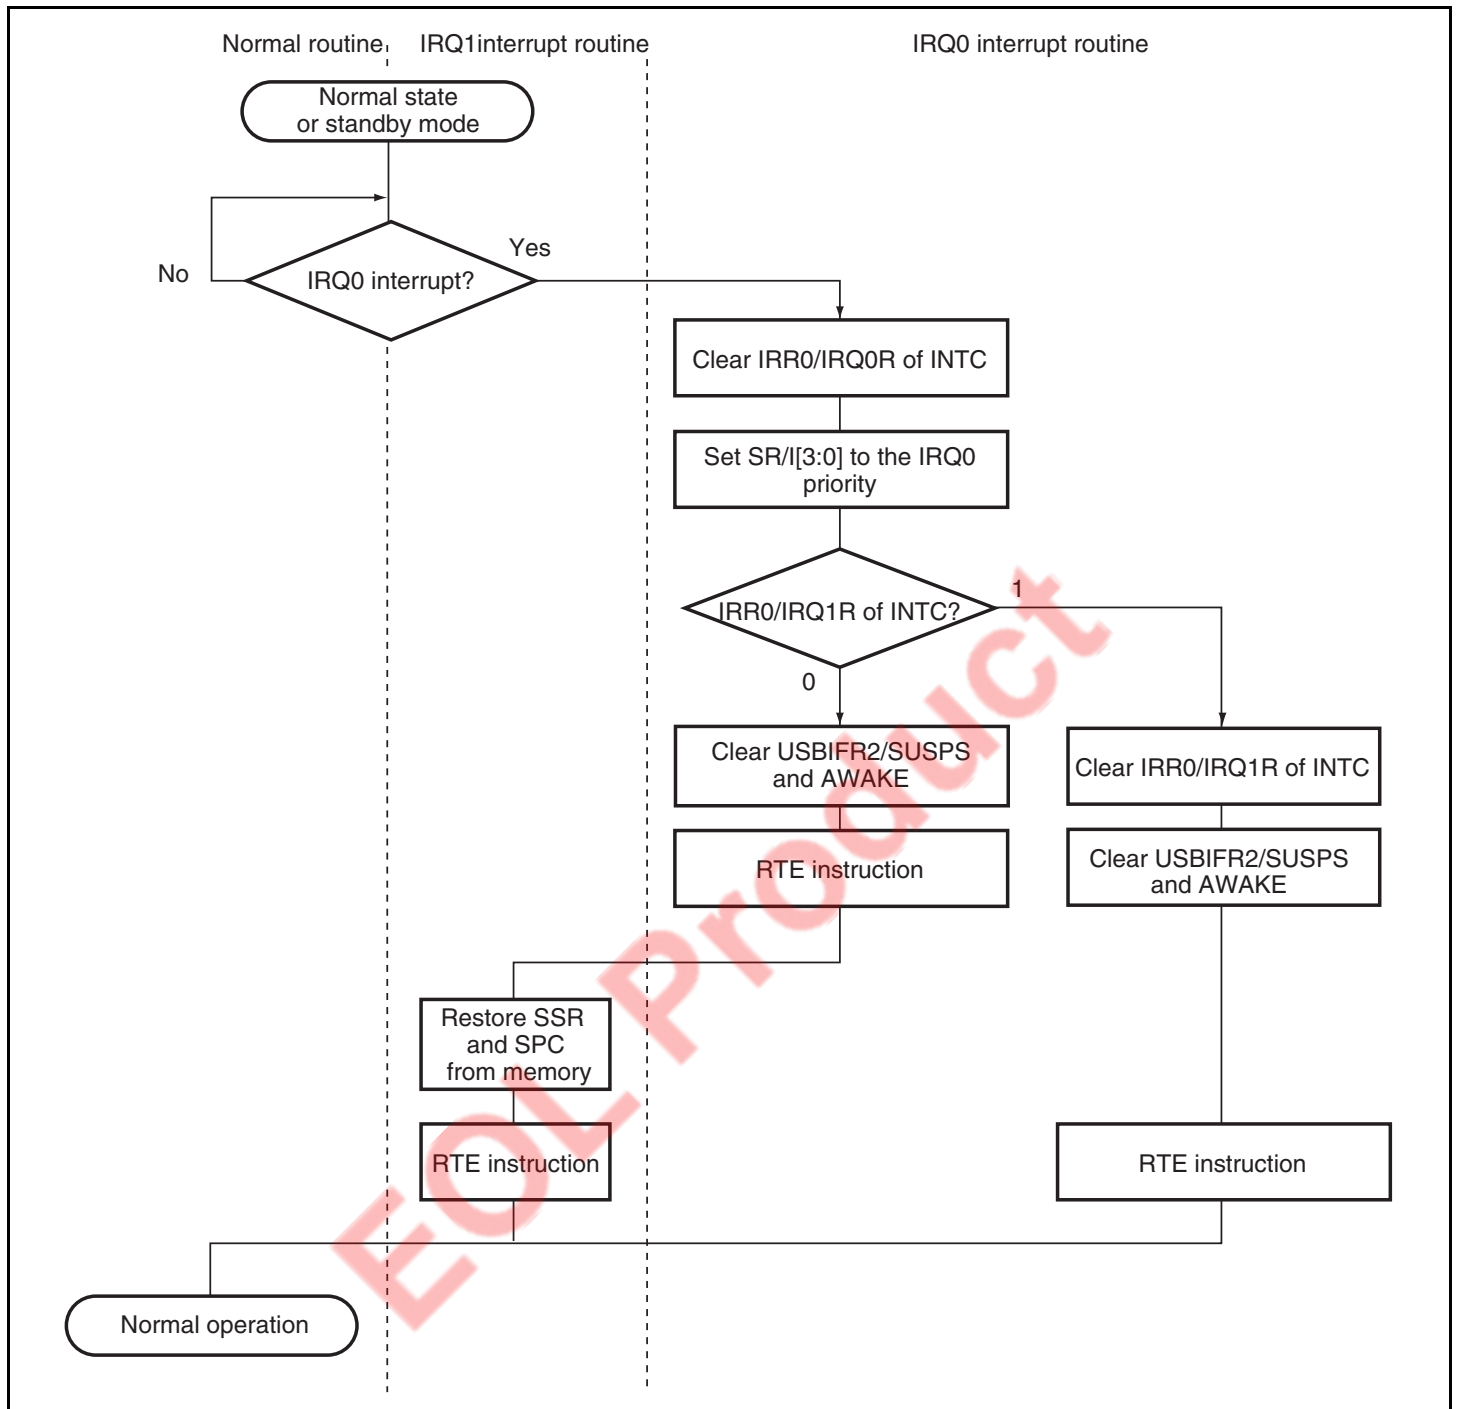 Normal routine
IRQ1interrupt routine
IRQ0 interrupt routine
Normal state
or standby mode
No
Yes
IRQ0 interrupt?
Clear IRR0/IRQ0R of INTC
Set SR/I[3:0] to the IRQ0
priority
IRR0/IRQ1R of INTC?
1
0
Clear USBIFR2/SUSPS
and AWAKE
Clear IRR0/IRQ1R of INTC
RTE instruction
Clear USBIFR2/SUSPS
and AWAKE
Restore SSR
and SPC
from memory
RTE instruction
RTE instruction
Normal operation
EOL Product